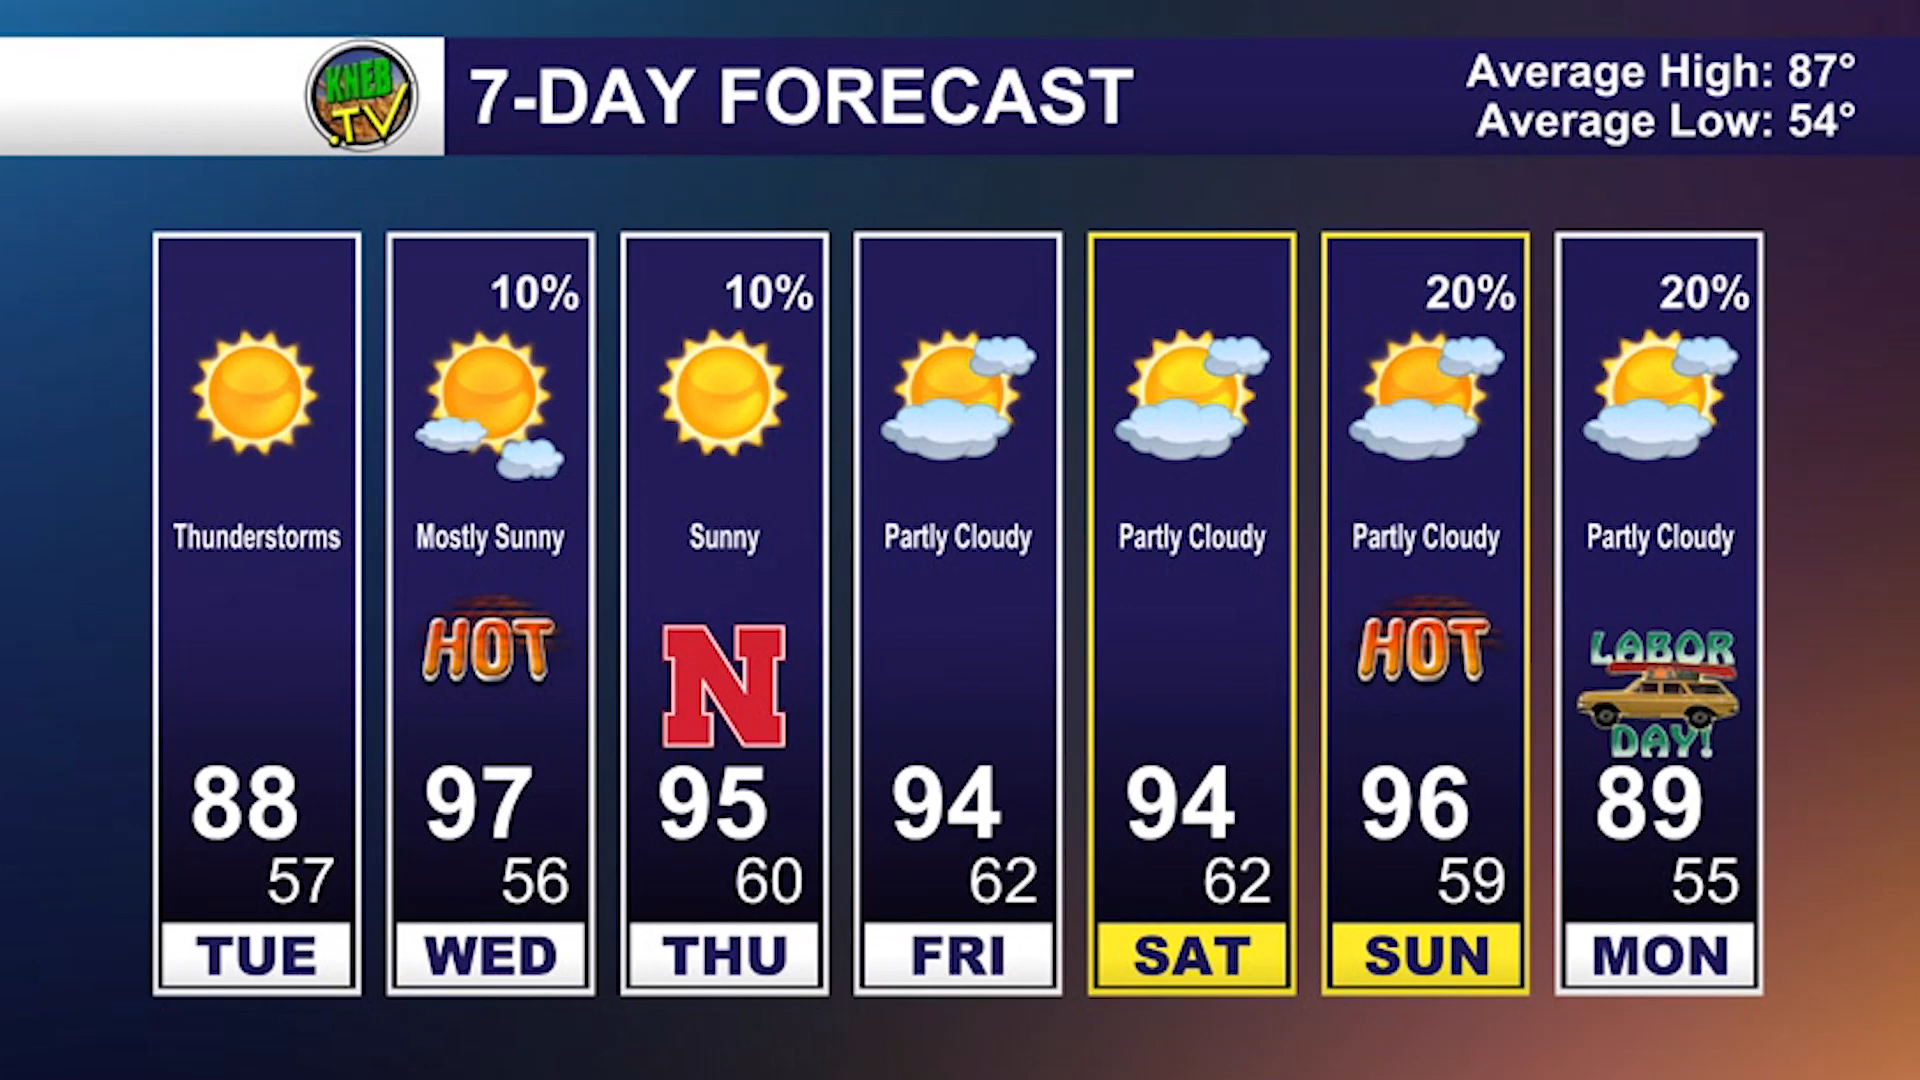 KNEB
.TV
7-DAY FORECAST
Average High: 87°
Average Low: 54°
10%
10%
20%
20%
Thunderstorms
Mostly Sunny
Sunny
Partly Cloudy
Partly Cloudy
Partly Cloudy
Partly Cloudy
HOT
N
HOT
LABOR
DAY!
88
97
95
94
94
96
89
57
56
60
62
62
59
55
TUE
WED
THU
FRI
SAT
SUN
MON